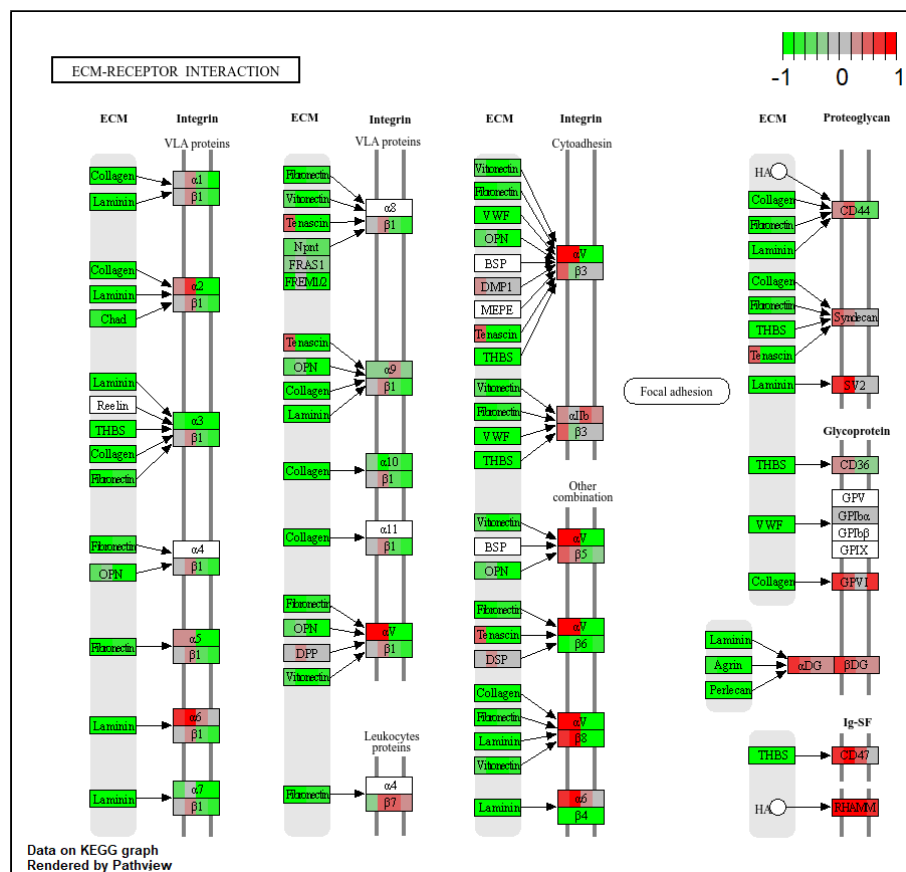 ECM-RECEPTOR INTERACTION
-1 0 1
ECM Integrin
VLA proteins
Collagen
Laminin
α1
β1
Collagen
Laminin
Chad
α2
β1
Laminin
Reelin
THBS
Collagen
Fibronectin
α3
β1
Fibronectin
OPN
α4
β1
Fibronectin
α5
β1
Laminin
α6
β1
Laminin
α7
β1
ECM Integrin
VLA proteins
Fibronectin
Vitronectin
Tenascin
Npnt
FRAS1
FREM1/2
α8
β1
Tenascin
OPN
Collagen
Laminin
α9
β1
Collagen
α10
β1
Collagen
α11
β1
Fibronectin
OPN
DPP
Vitronectin
αV
β1
Leukocytes
proteins
Fibronectin
α4
β7
ECM Integrin
Cytoadhesin
Vitronectin
Fibronectin
VWF
OPN
BSP
DMP1
MEPE
Tenascin
THBS
αV
β3
Vitronectin
Fibronectin
VWF
THBS
αIIb
β3
Other
combination
Vitronectin
BSP
OPN
αV
β5
Fibronectin
Tenascin
DSP
αV
β6
Collagen
Fibronectin
Laminin
Vitronectin
αV
β8
Laminin
α6
β4
Focal adhesion
ECM Proteoglycan
HA
Collagen
Fibronectin
Laminin
CD44
Collagen
Fibronectin
THBS
Tenascin
Syndecan
Laminin
SV2
Glycoprotein
THBS
CD36
VWF
GPV
GPIbα
GPIbβ
GPIX
Collagen
GPVI
Laminin
Agrin
Perlecan
αDG βDG
Ig-SF
THBS
CD47
HA
RHAMM
Data on KEGG graph
Rendered by Pathview